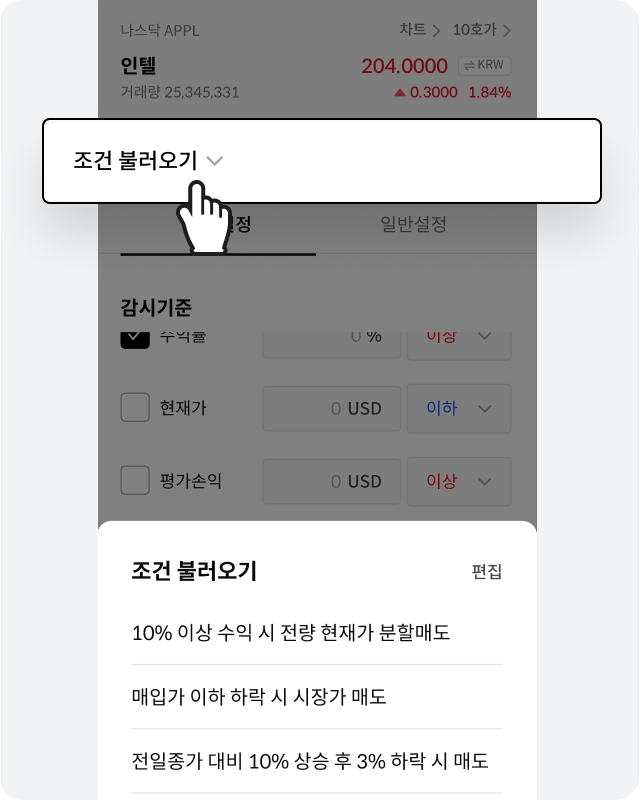 나스닥 APPL 차트 10호가
인텔 204.0000 KRW
거래량 25,345,331 0.3000 1.84%
조건 불러오기
정 일반설정
감시기준
수익률 0 % 이상
현재가 0 USD 이하
평가손익 0 USD 이상
조건 불러오기 편집
10% 이상 수익 시 전량 현재가 분할매도
매입가 이하 하락 시 시장가 매도
전일종가 대비 10% 상승 후 3% 하락 시 매도